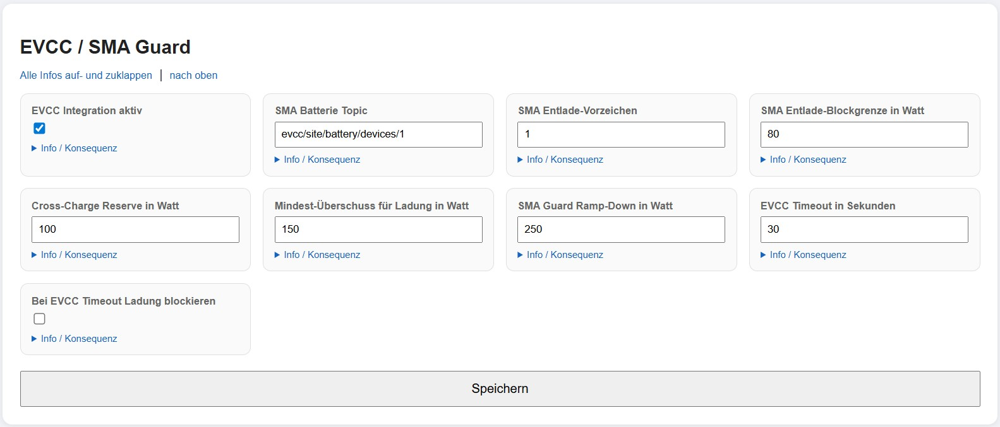 EVCC / SMA Guard
Alle Infos auf- und zuklappen | nach oben
EVCC Integration aktiv
▶ Info / Konsequenz
SMA Batterie Topic
evcc/site/battery/devices/1
▶ Info / Konsequenz
SMA Entlade-Vorzeichen
1
▶ Info / Konsequenz
SMA Entlade-Blockgrenze in Watt
80
▶ Info / Konsequenz
Cross-Charge Reserve in Watt
100
▶ Info / Konsequenz
Mindest-Überschuss für Ladung in Watt
150
▶ Info / Konsequenz
SMA Guard Ramp-Down in Watt
250
▶ Info / Konsequenz
EVCC Timeout in Sekunden
30
▶ Info / Konsequenz
Bei EVCC Timeout Ladung blockieren
▶ Info / Konsequenz
Speichern